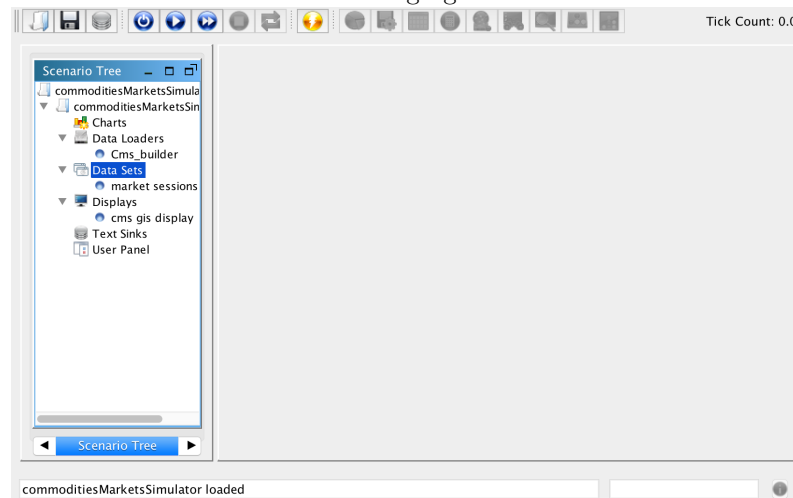 Tick Count: 0.0
Scenario Tree
commoditiesMarketsSimula
commoditiesMarketsSin
Charts
Data Loaders
Cms_builder
Data Sets
market sessions
Displays
cms gis display
Text Sinks
User Panel
Scenario Tree
commoditiesMarketsSimulator loaded